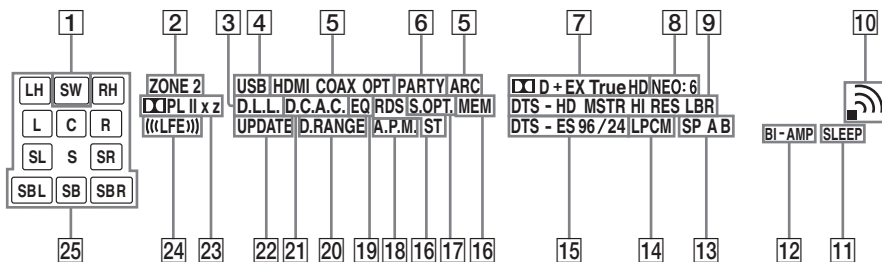 1 2 3 4 5 6 5 7 8 9 10
LH SW RH
L C R
SL S SR
SBL SB SBR
ZONE 2
PL II x z
(((LFE)))
USB HDMI COAX OPT PARTY ARC
D.L.L. D.C.A.C. EQ RDS S.OPT. MEM
UPDATE D.RANGE A.P.M. ST
D + EX True HD NEO: 6
DTS - HD MSTR HI RES LBR
DTS - ES 96 / 24 LPCM SP A B
BI - AMP SLEEP
25 24 23 22 21 20 19 18 16 17 16 15 14 13 12 11